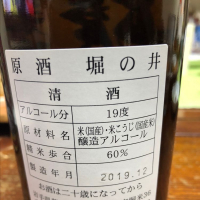 原酒 堀の井
清酒
アルコール分 19度
原材料名 米(国産)・米こうじ(国産米)
醸造アルコール
精米歩合 60%
製造年月 2019.12
お酒は二十歳になってから